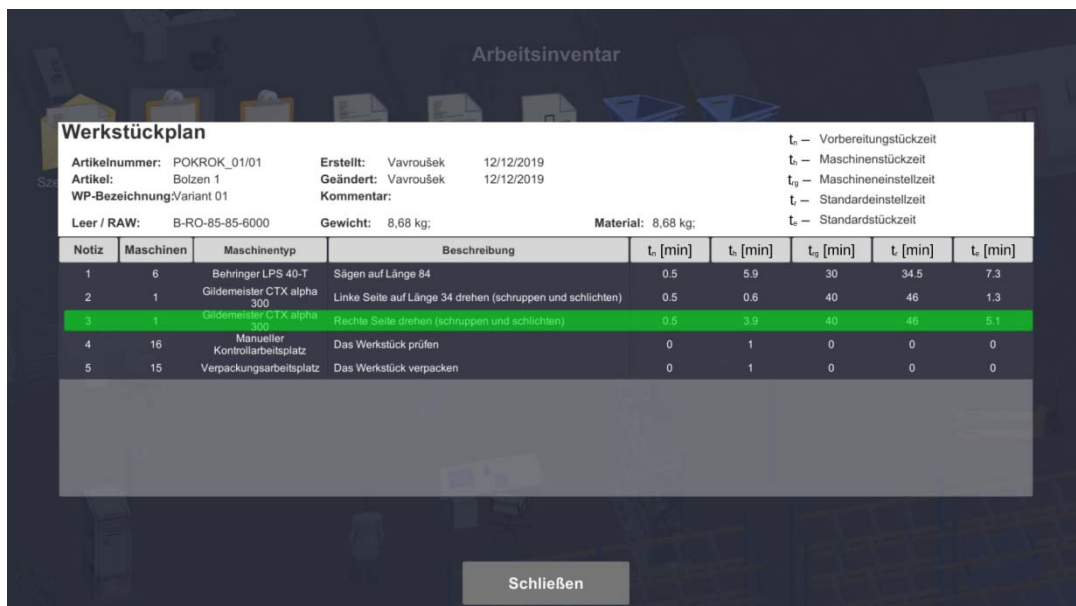 Arbeitsinventar
Werkstückplan
tₙ – Vorbereitungstückzeit
Artikelnummer: POKROK_01/01 Erstellt: Vavroušek 12/12/2019
tₕ – Maschinenstückzeit
Artikel: Bolzen 1 Geändert: Vavroušek 12/12/2019
t_rg – Maschineneinstellzeit
WP-Bezeichnung:Variant 01 Kommentar:
tᵣ – Standardeinstellzeit
Leer / RAW: B-RO-85-85-6000 Gewicht: 8,68 kg; Material: 8,68 kg;
tₑ – Standardstückzeit
Notiz Maschinen Maschinentyp Beschreibung tₙ [min] tₕ [min] t_rg [min] tᵣ [min] tₑ [min]
1 6 Behringer LPS 40-T Sägen auf Länge 84 0.5 5.9 30 34.5 7.3
2 1 Gildemeister CTX alpha 300 Linke Seite auf Länge 34 drehen (schruppen und schlichten) 0.5 0.6 40 46 1.3
3 1 Gildemeister CTX alpha 300 Rechte Seite drehen (schruppen und schlichten) 0.5 3.9 40 46 5.1
4 16 Manueller Kontrollarbeitsplatz Das Werkstück prüfen 0 1 0 0 0
5 15 Verpackungsarbeitsplatz Das Werkstück verpacken 0 1 0 0 0
Schließen